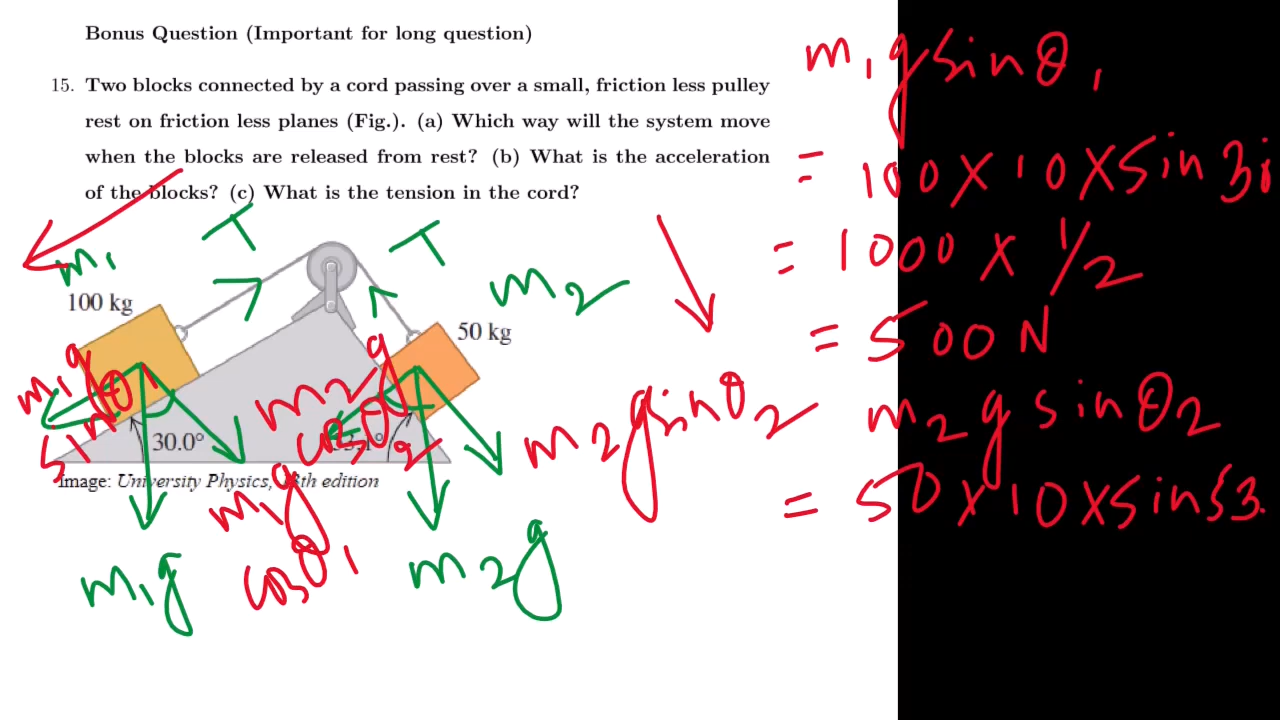 Bonus Question (Important for long question)
15. Two blocks connected by a cord passing over a small, friction less pulley
rest on friction less planes (Fig.). (a) Which way will the system move
when the blocks are released from rest? (b) What is the acceleration
of the blocks? (c) What is the tension in the cord?
T
T
m₁
m₂
100 kg
50 kg
m₁g
sinθ₁
30.0°
m₂g
cosθ₂
m₂g sinθ₂
Image: University Physics, th edition
m₁g
cosθ₁
m₁g
m₂g
m₁g sinθ₁
= 100 × 10 × sin 30
= 1000 × 1/2
= 500 N
m₂g sinθ₂
= 50 × 10 × sin 53.